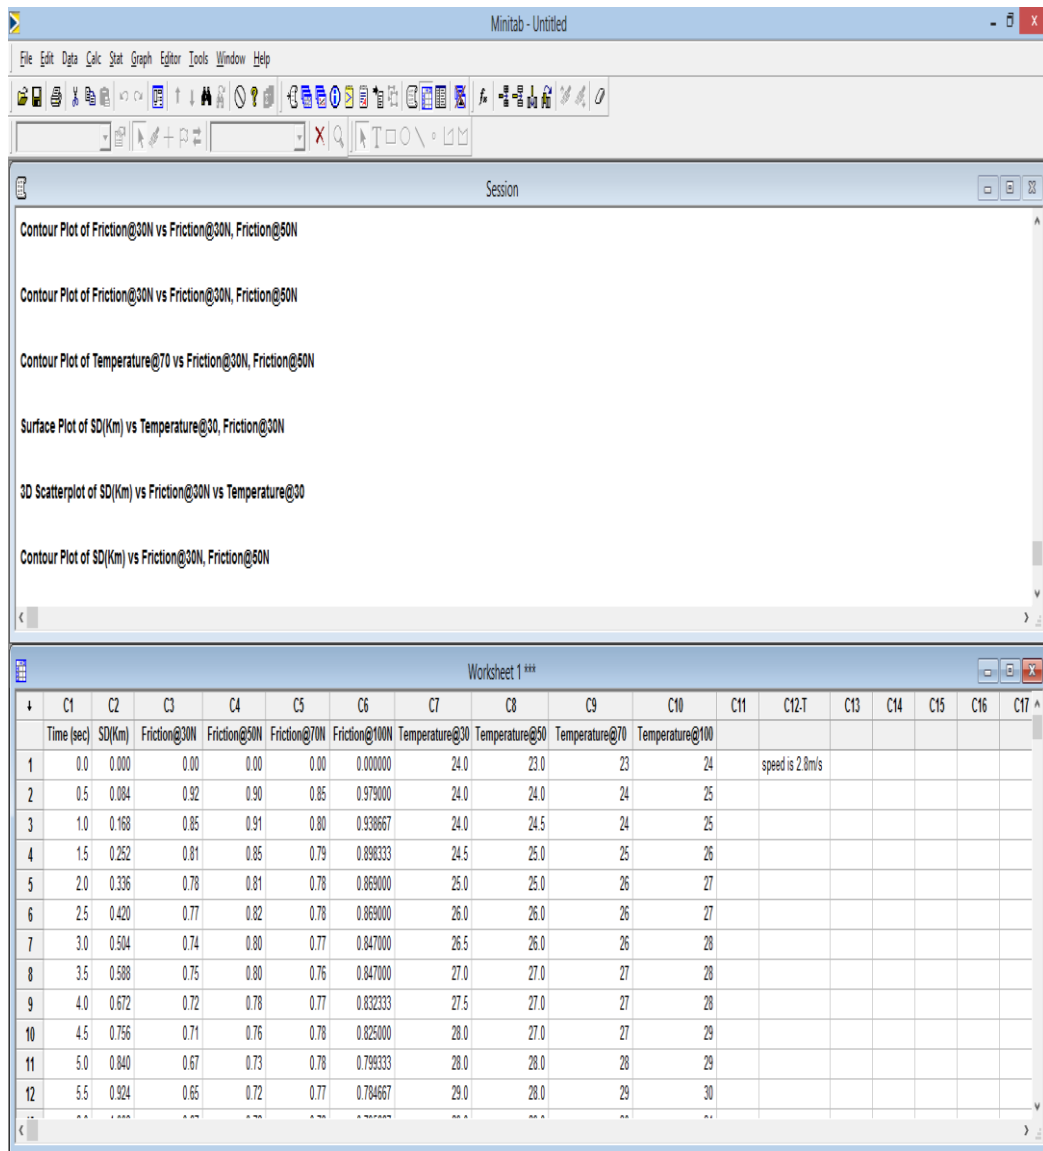 Minitab - Untitled
File Edit Data Calc Stat Graph Editor Tools Window Help
Session
Contour Plot of Friction@30N vs Friction@30N, Friction@50N
Contour Plot of Friction@30N vs Friction@30N, Friction@50N
Contour Plot of Temperature@70 vs Friction@30N, Friction@50N
Surface Plot of SD(Km) vs Temperature@30, Friction@30N
3D Scatterplot of SD(Km) vs Friction@30N vs Temperature@30
Contour Plot of SD(Km) vs Friction@30N, Friction@50N
Worksheet 1 ***
C1 C2 C3 C4 C5 C6 C7 C8 C9 C10 C11 C12-T C13 C14 C15 C16 C17
Time (sec) SD(Km) Friction@30N Friction@50N Friction@70N Friction@100N Temperature@30 Temperature@50 Temperature@70 Temperature@100
1 0.0 0.000 0.00 0.00 0.00 0.000000 24.0 23.0 23 24 speed is 2.8m/s
2 0.5 0.084 0.92 0.90 0.85 0.979000 24.0 24.0 24 25
3 1.0 0.168 0.85 0.91 0.80 0.938667 24.0 24.5 24 25
4 1.5 0.252 0.81 0.85 0.79 0.898333 24.5 25.0 25 26
5 2.0 0.336 0.78 0.81 0.78 0.869000 25.0 25.0 26 27
6 2.5 0.420 0.77 0.82 0.78 0.869000 26.0 26.0 26 27
7 3.0 0.504 0.74 0.80 0.77 0.847000 26.5 26.0 26 28
8 3.5 0.588 0.75 0.80 0.76 0.847000 27.0 27.0 27 28
9 4.0 0.672 0.72 0.78 0.77 0.832333 27.5 27.0 27 28
10 4.5 0.756 0.71 0.76 0.78 0.825000 28.0 27.0 27 29
11 5.0 0.840 0.67 0.73 0.78 0.799333 28.0 28.0 28 29
12 5.5 0.924 0.65 0.72 0.77 0.784667 29.0 28.0 29 30